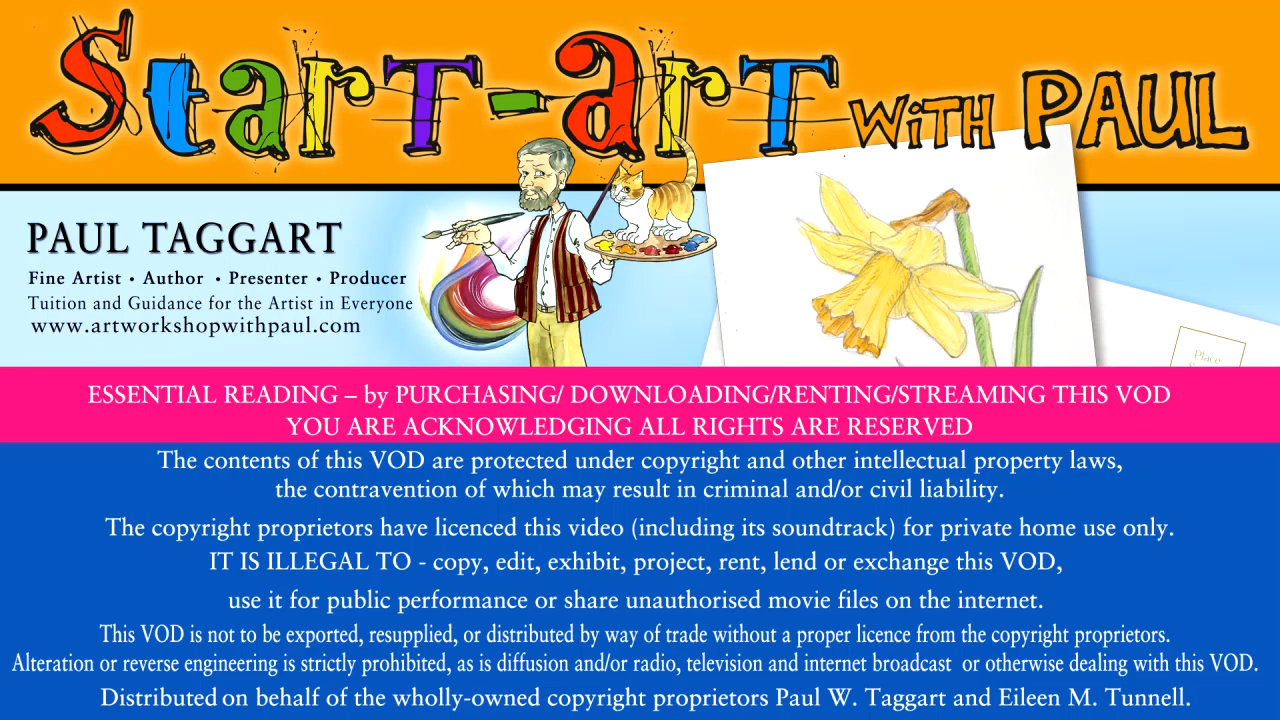 Start-art with PAUL
PAUL TAGGART
Fine Artist • Author • Presenter • Producer
Tuition and Guidance for the Artist in Everyone
www.artworkshopwithpaul.com
Place
ESSENTIAL READING – by PURCHASING/ DOWNLOADING/RENTING/STREAMING THIS VOD
YOU ARE ACKNOWLEDGING ALL RIGHTS ARE RESERVED
The contents of this VOD are protected under copyright and other intellectual property laws,
the contravention of which may result in criminal and/or civil liability.
The copyright proprietors have licenced this video (including its soundtrack) for private home use only.
IT IS ILLEGAL TO - copy, edit, exhibit, project, rent, lend or exchange this VOD,
use it for public performance or share unauthorised movie files on the internet.
This VOD is not to be exported, resupplied, or distributed by way of trade without a proper licence from the copyright proprietors.
Alteration or reverse engineering is strictly prohibited, as is diffusion and/or radio, television and internet broadcast or otherwise dealing with this VOD.
Distributed on behalf of the wholly-owned copyright proprietors Paul W. Taggart and Eileen M. Tunnell.